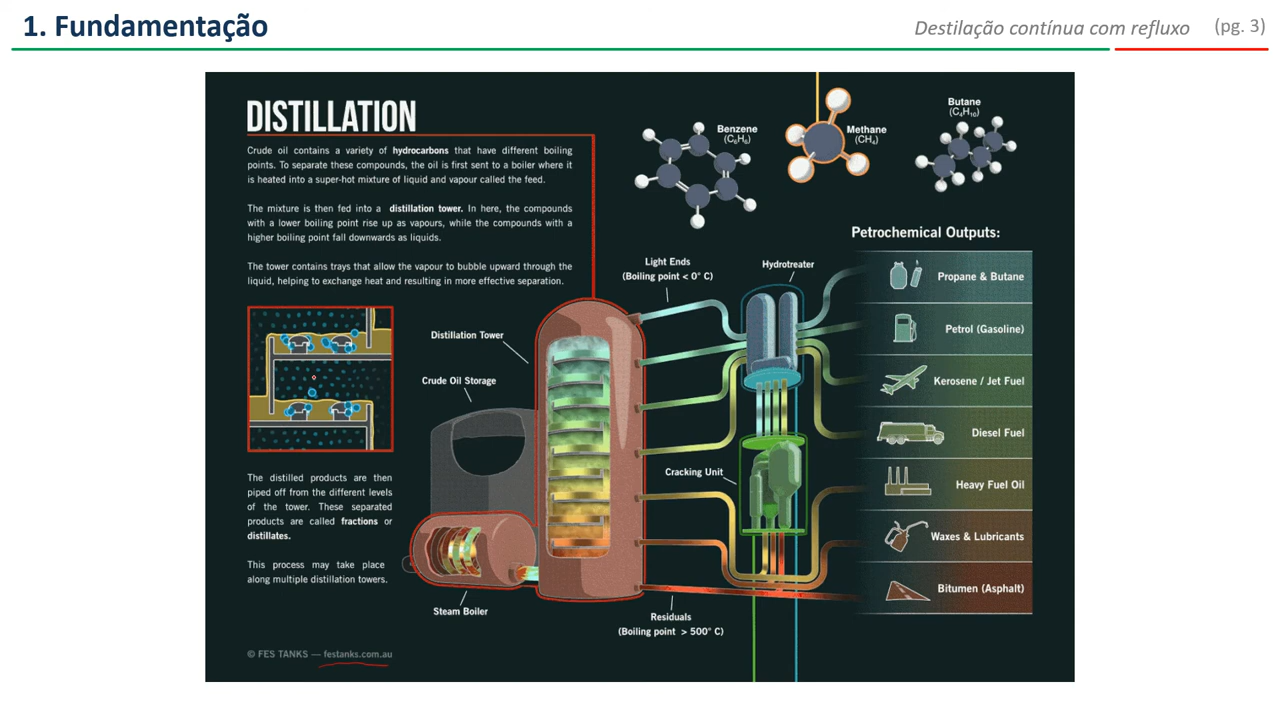 1. Fundamentação
Destilação contínua com refluxo (pg. 3)
DISTILLATION
Crude oil contains a variety of hydrocarbons that have different boiling
points. To separate these compounds, the oil is first sent to a boiler where it
is heated into a super-hot mixture of liquid and vapour called the feed.
The mixture is then fed into a distillation tower. In here, the compounds
with a lower boiling point rise up as vapours, while the compounds with a
higher boiling point fall downwards as liquids.
The tower contains trays that allow the vapour to bubble upward through the
liquid, helping to exchange heat and resulting in more effective separation.
Benzene
(C₆H₆)
Methane
(CH₄)
Butane
(C₄H₁₀)
Petrochemical Outputs:
Light Ends
(Boiling point < 0° C)
Hydrotreater
Distillation Tower
Crude Oil Storage
Cracking Unit
Propane & Butane
Petrol (Gasoline)
Kerosene / Jet Fuel
Diesel Fuel
Heavy Fuel Oil
Waxes & Lubricants
Bitumen (Asphalt)
The distilled products are then
piped off from the different levels
of the tower. These separated
products are called fractions or
distillates.
This process may take place
along multiple distillation towers.
Steam Boiler
Residuals
(Boiling point > 500° C)
© FES TANKS — festanks.com.au